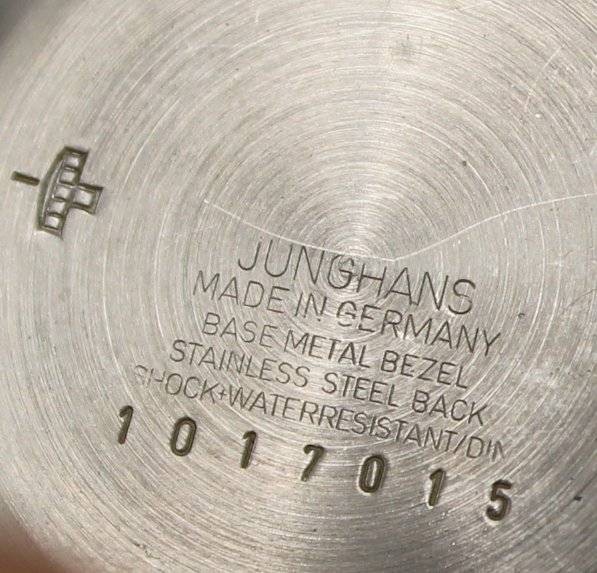 JUNGHANS
MADE IN GERMANY
BASE METAL BEZEL
STAINLESS STEEL BACK
SHOCK+WATERRESISTANT/DIN
1017015